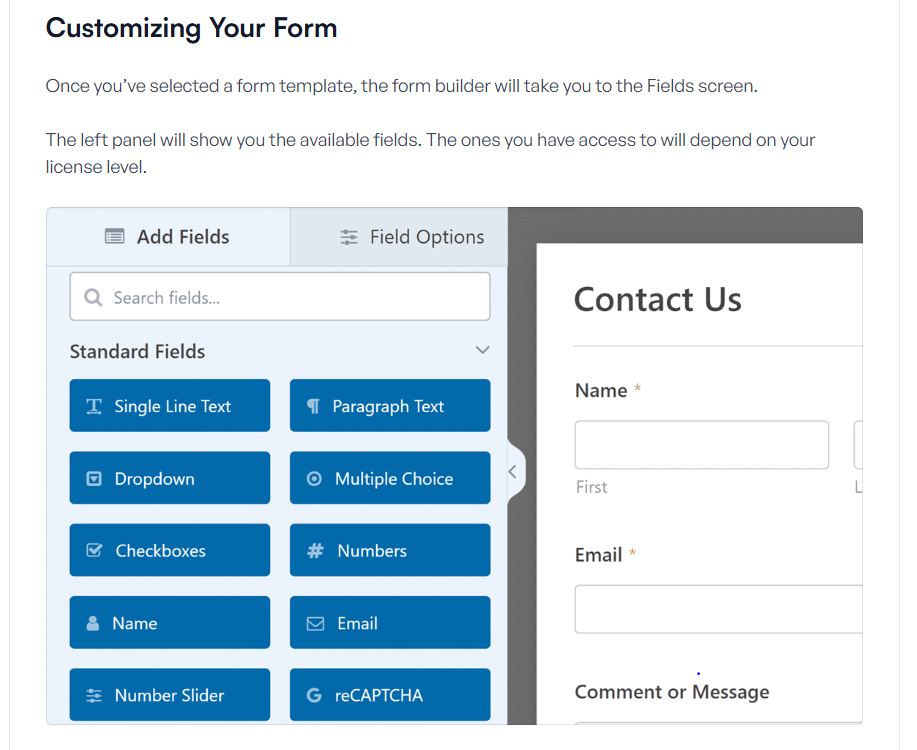 Customizing Your Form
Once you’ve selected a form template, the form builder will take you to the Fields screen.
The left panel will show you the available fields. The ones you have access to will depend on your
license level.
Add Fields
Field Options
Search fields...
Standard Fields
Single Line Text
Paragraph Text
Dropdown
Multiple Choice
Checkboxes
Numbers
Name
Email
Number Slider
reCAPTCHA
Contact Us
Name *
First
L
Email *
Comment or Message